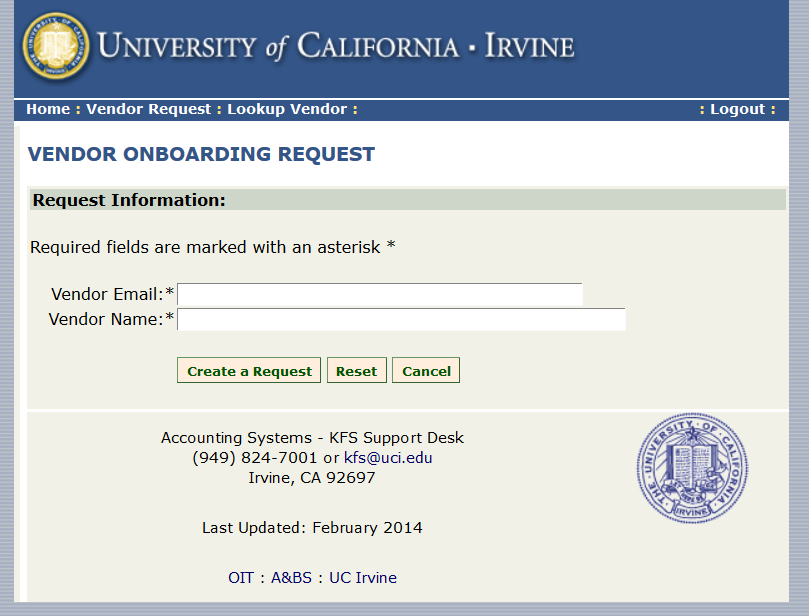 UNIVERSITY of CALIFORNIA · IRVINE
Home : Vendor Request : Lookup Vendor :
: Logout :
VENDOR ONBOARDING REQUEST
Request Information:
Required fields are marked with an asterisk *
Vendor Email:*
Vendor Name:*
Create a Request
Reset
Cancel
Accounting Systems - KFS Support Desk
(949) 824-7001 or kfs@uci.edu
Irvine, CA 92697
Last Updated: February 2014
OIT : A&BS : UC Irvine
THE UNIVERSITY OF CALIFORNIA
IRVINE